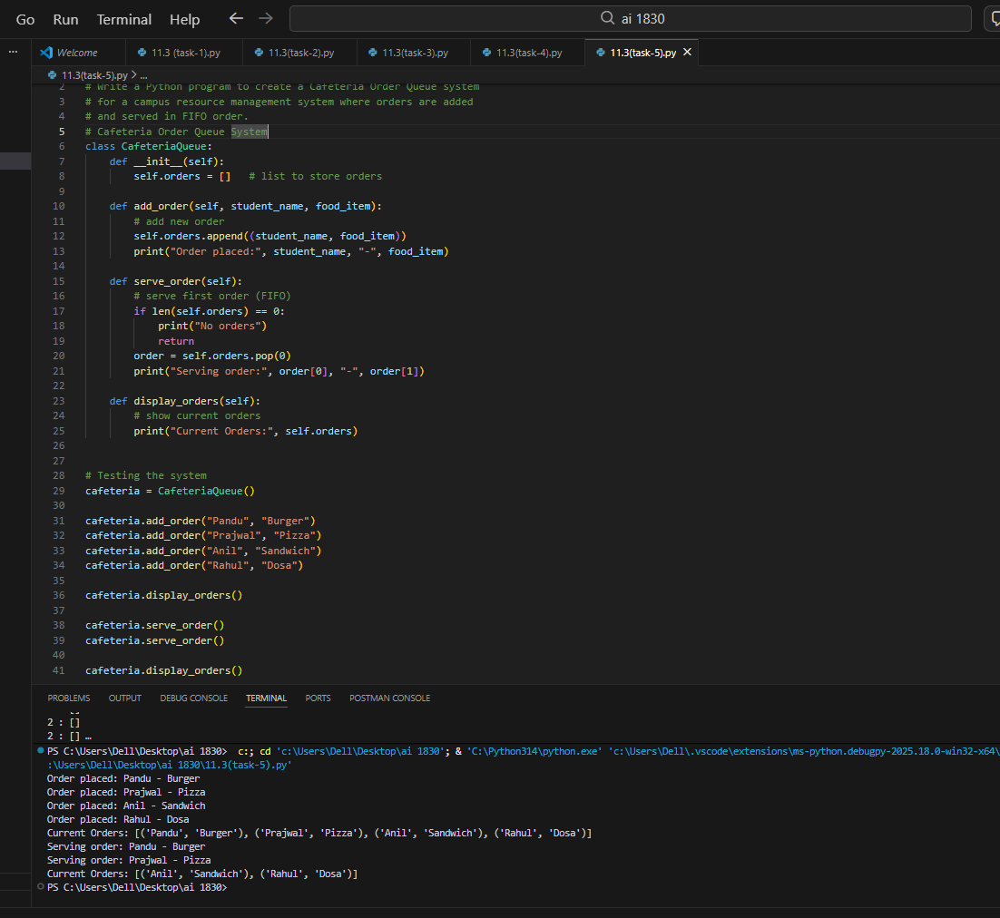 Go Run Terminal Help ai 1830
Welcome 11.3 (task-1).py 11.3(task-2).py 11.3(task-3).py 11.3(task-4).py 11.3(task-5).py
11.3(task-5).py > ...
2 # Write a Python program to create a Cafeteria Order Queue system
3 # for a campus resource management system where orders are added
4 # and served in FIFO order.
5 # Cafeteria Order Queue System
6 class CafeteriaQueue:
7 def __init__(self):
8 self.orders = [] # list to store orders
9
10 def add_order(self, student_name, food_item):
11 # add new order
12 self.orders.append((student_name, food_item))
13 print("Order placed:", student_name, "-", food_item)
14
15 def serve_order(self):
16 # serve first order (FIFO)
17 if len(self.orders) == 0:
18 print("No orders")
19 return
20 order = self.orders.pop(0)
21 print("Serving order:", order[0], "-", order[1])
22
23 def display_orders(self):
24 # show current orders
25 print("Current Orders:", self.orders)
26
27
28 # Testing the system
29 cafeteria = CafeteriaQueue()
30
31 cafeteria.add_order("Pandu", "Burger")
32 cafeteria.add_order("Prajwal", "Pizza")
33 cafeteria.add_order("Anil", "Sandwich")
34 cafeteria.add_order("Rahul", "Dosa")
35
36 cafeteria.display_orders()
37
38 cafeteria.serve_order()
39 cafeteria.serve_order()
40
41 cafeteria.display_orders()
PROBLEMS OUTPUT DEBUG CONSOLE TERMINAL PORTS POSTMAN CONSOLE
2 : []
2 : [] …
PS C:\Users\Dell\Desktop\ai 1830> c:; cd 'c:\Users\Dell\Desktop\ai 1830'; & 'C:\Python314\python.exe' 'c:\Users\Dell\.vscode\extensions\ms-python.debugpy-2025.18.0-win32-x64\
:\Users\Dell\Desktop\ai 1830\11.3(task-5).py'
Order placed: Pandu - Burger
Order placed: Prajwal - Pizza
Order placed: Anil - Sandwich
Order placed: Rahul - Dosa
Current Orders: [('Pandu', 'Burger'), ('Prajwal', 'Pizza'), ('Anil', 'Sandwich'), ('Rahul', 'Dosa')]
Serving order: Pandu - Burger
Serving order: Prajwal - Pizza
Current Orders: [('Anil', 'Sandwich'), ('Rahul', 'Dosa')]
PS C:\Users\Dell\Desktop\ai 1830>